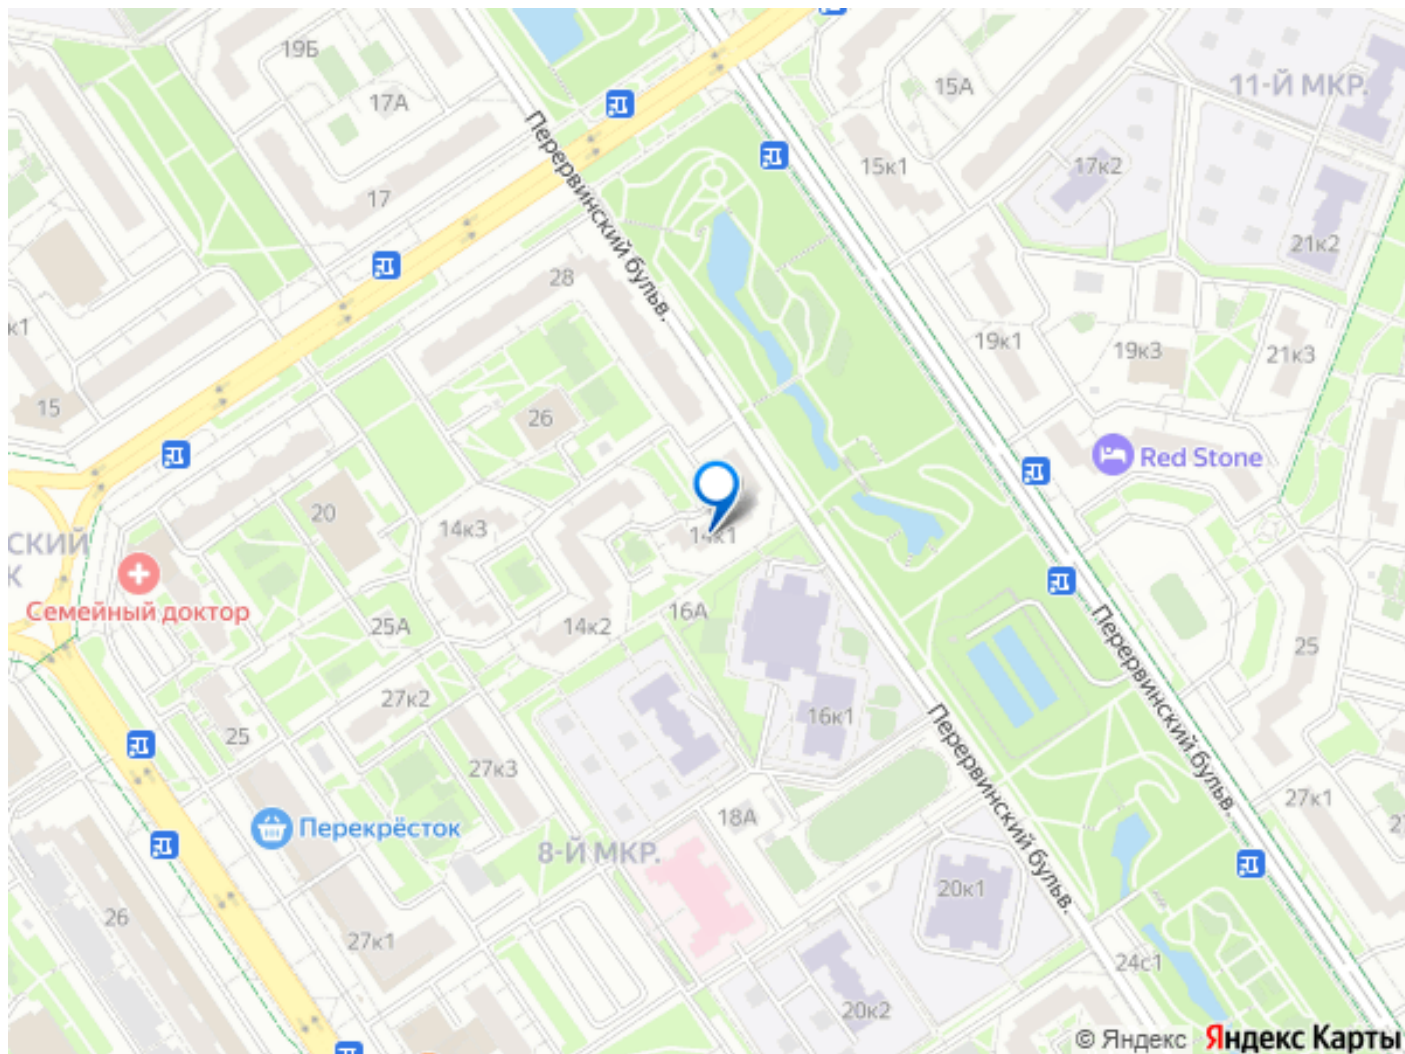 19Б
15А
11-Й МКР.
17А
Перервинский бульв.
15к1
17к2
17
21к2
28
к1
19к1
19к3
21к3
15
26
Red Stone
20
14к3
14к1
СКИЙ
К
Семейный доктор
16А
25А
14к2
Перервинский бульв.
25
27к2
16к1
25
Перервинский бульв.
27к3
27к1
27
18А
Перекрёсток
8-Й МКР.
20к1
26
27к1
24с1
20к2
© Яндекс Яндекс Карты